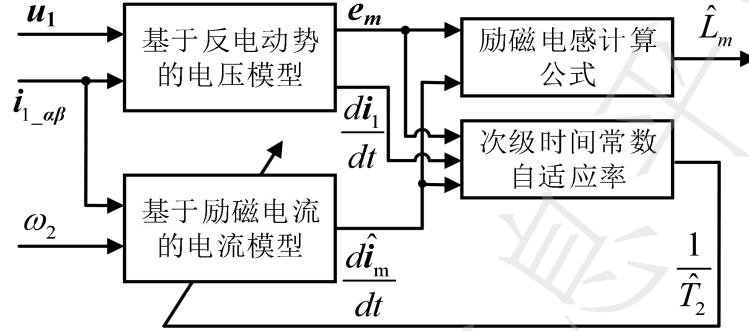 u₁
i₁_αβ
ω₂
基于反电动势
的电压模型
基于励磁电流
的电流模型
e_m
di₁
dt
dî_m
dt
励磁电感计算
公式
次级时间常数
自适应率
L̂_m
1
T̂₂